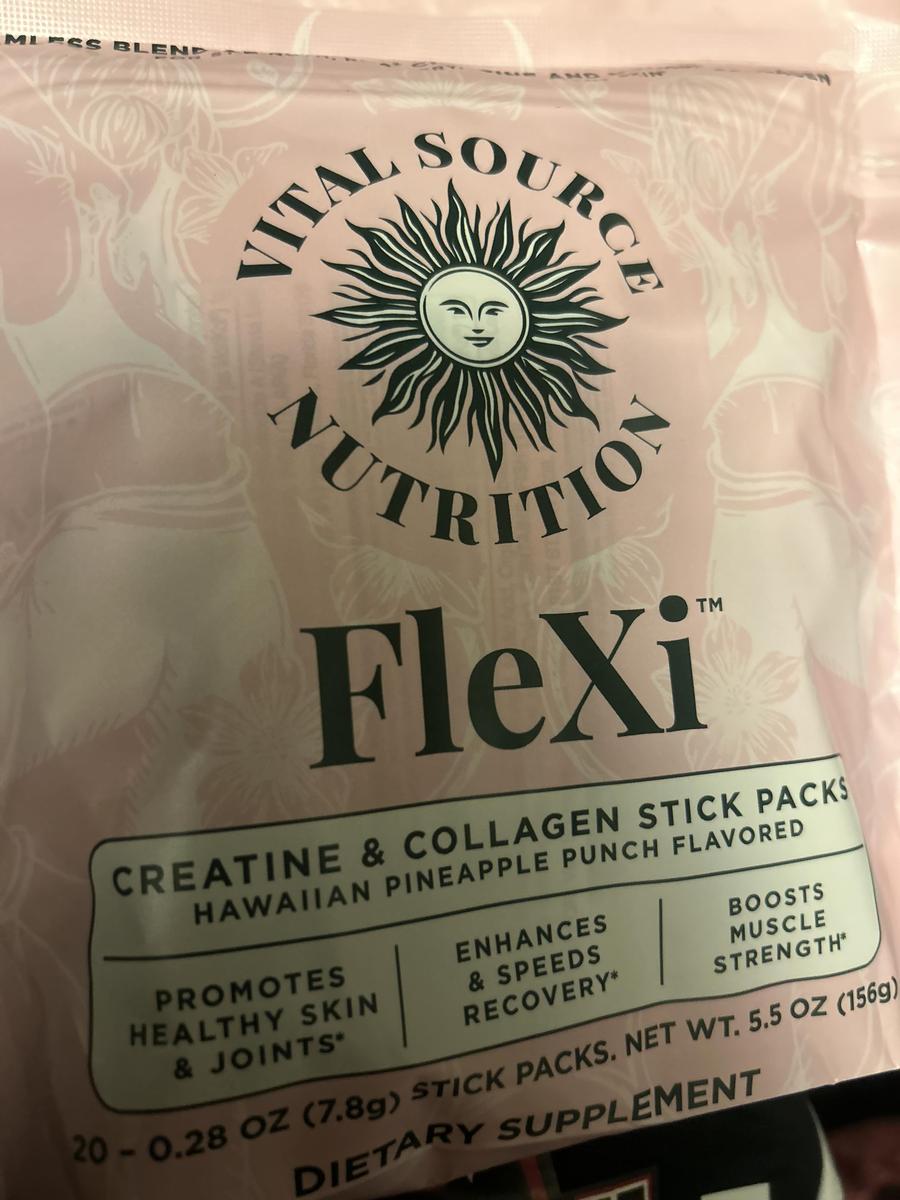 BLEND
AND
VITAL SOURCE
NUTRITION
FleXi™
CREATINE & COLLAGEN STICK PACKS
HAWAIIAN PINEAPPLE PUNCH FLAVORED
PROMOTES
HEALTHY SKIN
& JOINTS*
ENHANCES
& SPEEDS
RECOVERY*
BOOSTS
MUSCLE
STRENGTH*
20 - 0.28 OZ (7.8g) STICK PACKS. NET WT. 5.5 OZ (156g)
DIETARY SUPPLEMENT